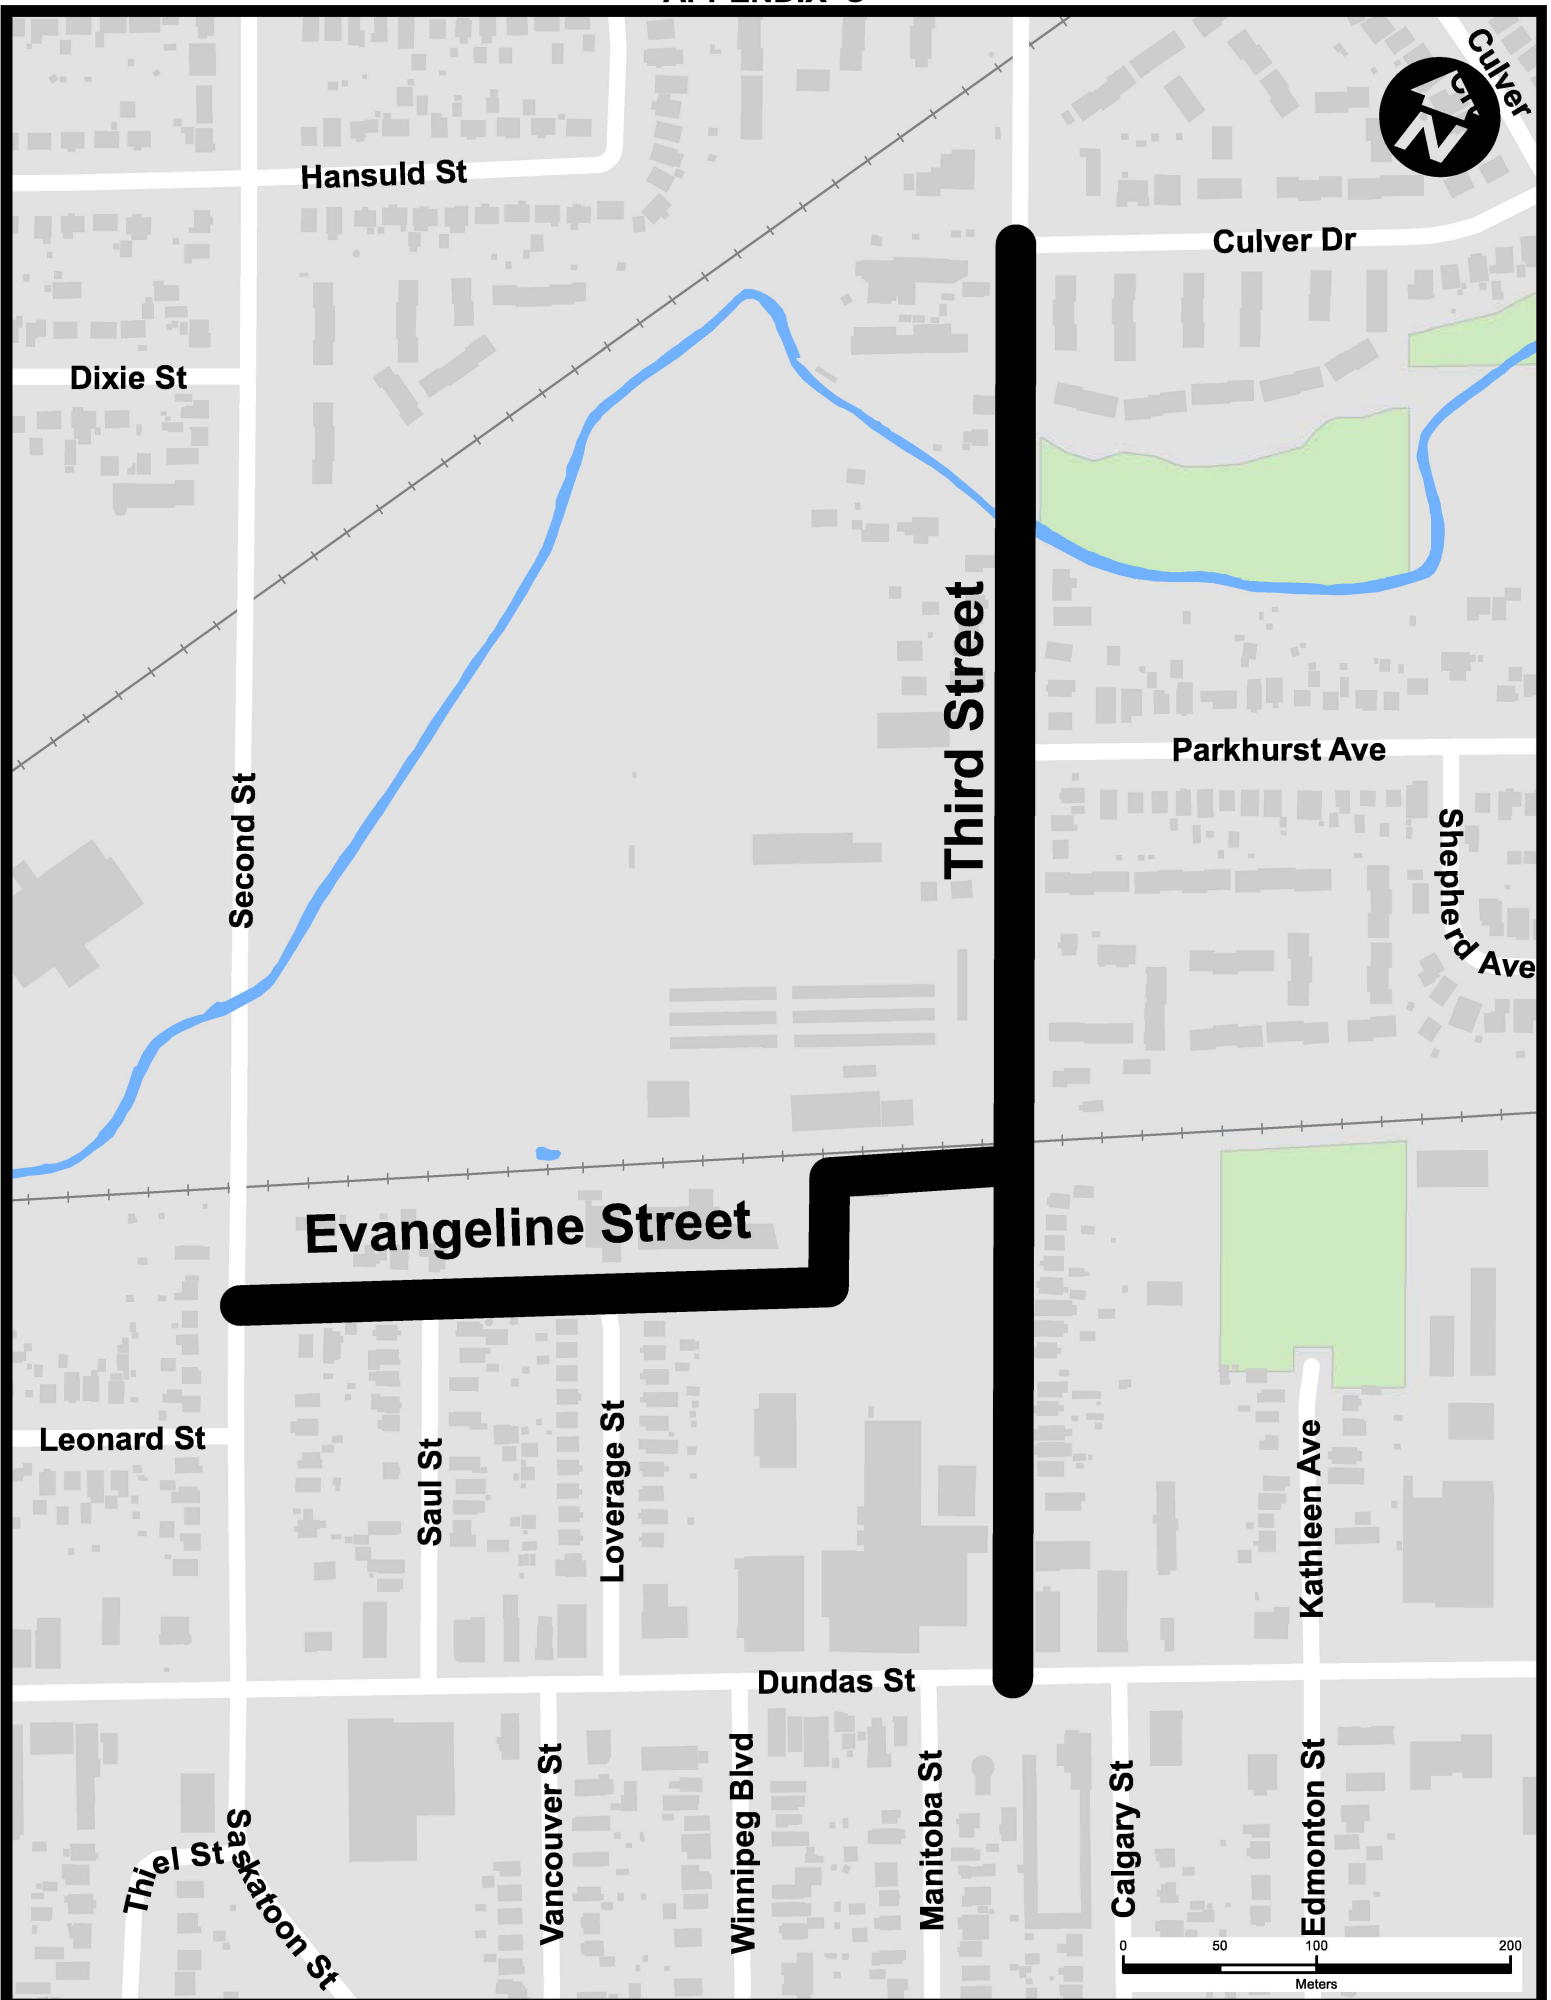 Culver
N
Hansuld St
Culver Dr
Dixie St
Third Street
Parkhurst Ave
Second St
Shepherd Ave
Evangeline Street
Leonard St
Saul St
Loverage St
Kathleen Ave
Dundas St
Vancouver St
Winnipeg Blvd
Manitoba St
Calgary St
Edmonton St
Saskatoon St
Thiel St
0 50 100 200
Meters